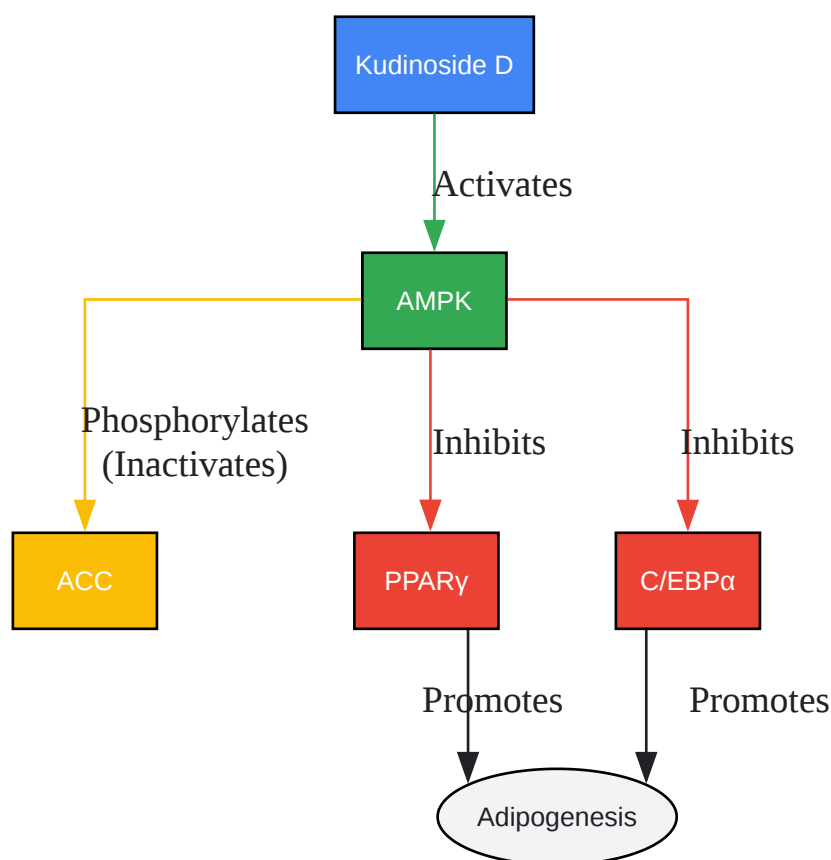 Kudinoside D
Activates
AMPK
Phosphorylates
(Inactivates)
Inhibits
Inhibits
ACC
PPARγ
C/EBPα
Promotes
Promotes
Adipogenesis